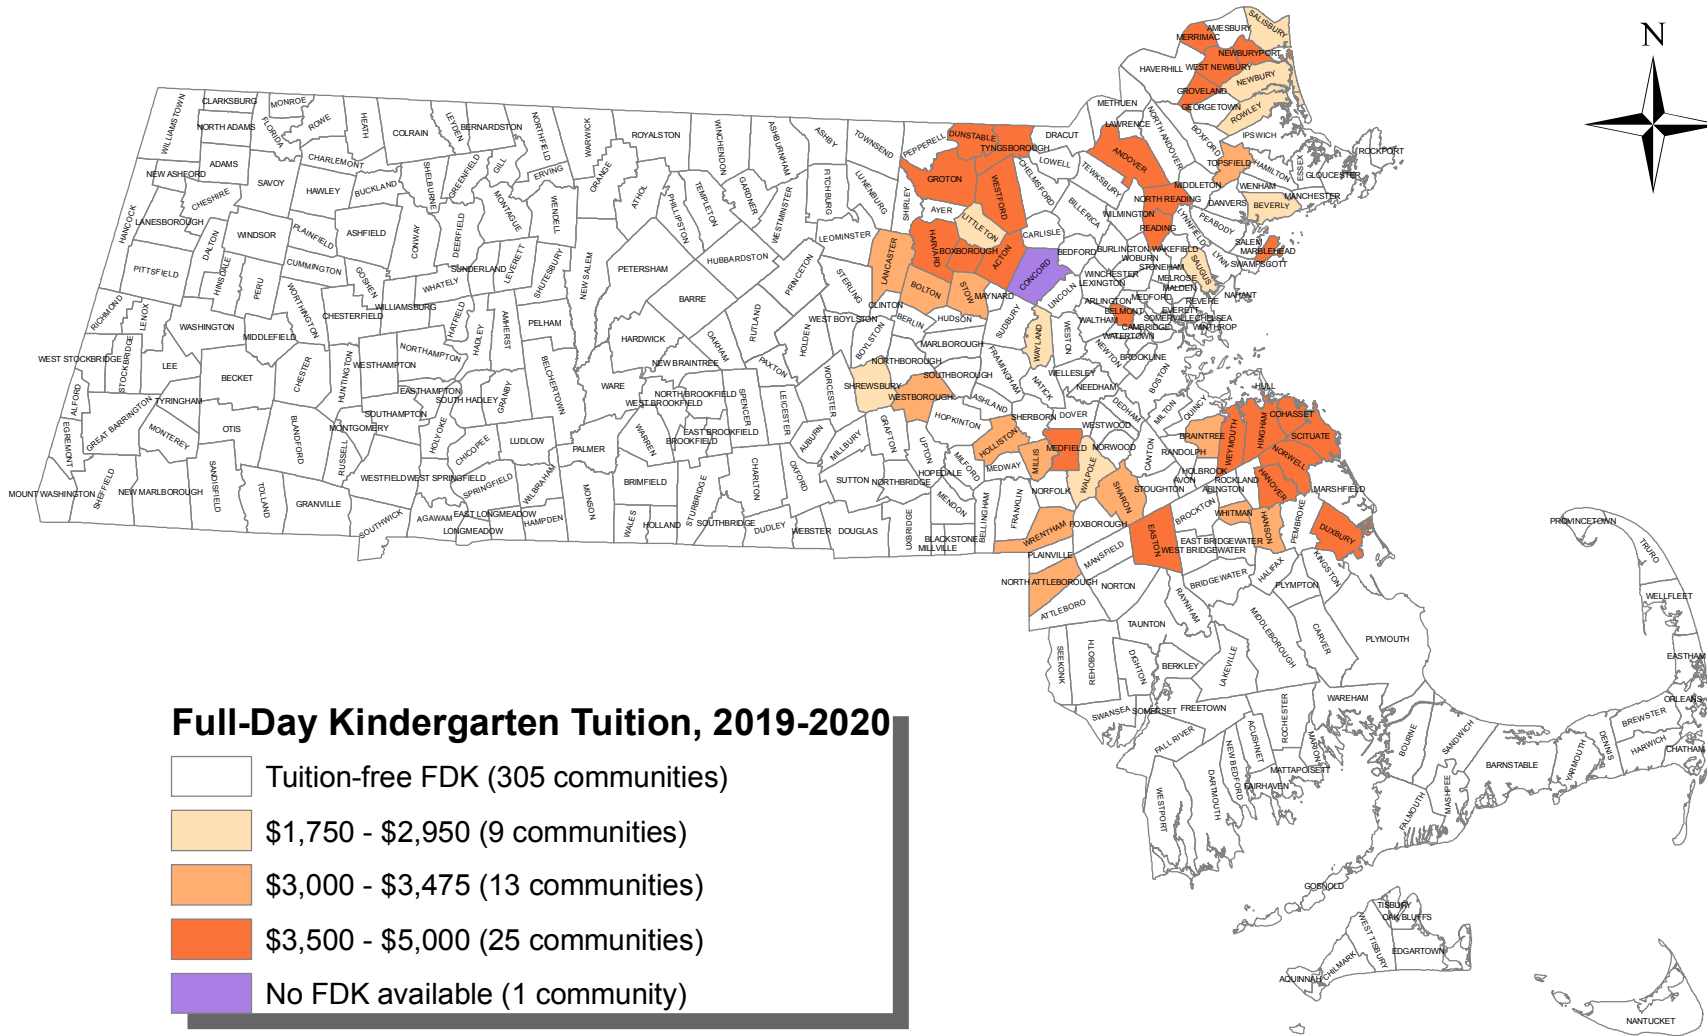 N
SALISBURY
AMESBURY
MERRIMAC
NEWBURYPORT
WEST NEWBURY
HAVERHILL
NEWBURY
GROVELAND
GEORGETOWN
ROWLEY
METHUEN
LAWRENCE
NORTH ANDOVER
BOXFORD
IPSWICH
ROCKPORT
TOPSFIELD
HAMILTON
ESSEX
GLOUCESTER
ANDOVER
MIDDLETON
WENHAM
MANCHESTER
DANVERS
BEVERLY
NORTH READING
PEABODY
LYNNFIELD
WILMINGTON
READING
SALEM
MARBLEHEAD
SWAMPSCOTT
LYNN
NAHANT
SAUGUS
WAKEFIELD
BURLINGTON
WOBURN
STONEHAM
MELROSE
MALDEN
WINCHESTER
LEXINGTON
ARLINGTON
MEDFORD
REVERE
EVERETT
BELMONT
SOMERVILLE
CHELSEA
WINTHROP
CAMBRIDGE
WALTHAM
WATERTOWN
DRACUT
LOWELL
TEWKSBURY
CHELMSFORD
BILLERICA
CARLISLE
BEDFORD
CONCORD
LINCOLN
DUNSTABLE
TYNGSBOROUGH
PEPPERELL
GROTON
WESTFORD
AYER
LITTLETON
SHIRLEY
HARVARD
BOXBOROUGH
ACTON
LANCASTER
BOLTON
STOW
MAYNARD
CLINTON
BERLIN
HUDSON
SUDBURY
WAYLAND
WESTON
NEWTON
BROOKLINE
BOSTON
WILLIAMSTOWN
CLARKSBURG
MONROE
NORTH ADAMS
FLORIDA
ROWE
HEATH
COLRAIN
LEYDEN
BERNARDSTON
NORTHFIELD
WARWICK
ROYALSTON
WINCHENDON
ASHBURNHAM
ASHBY
TOWNSEND
ADAMS
CHARLEMONT
SHELBURNE
GREENFIELD
GILL
ERVING
ORANGE
ATHOL
PHILLIPSTON
TEMPLETON
GARDNER
WESTMINSTER
FITCHBURG
LUNENBURG
NEW ASHFORD
CHESHIRE
SAVOY
HAWLEY
BUCKLAND
MONTAGUE
WENDELL
HANCOCK
LANESBOROUGH
DALTON
WINDSOR
PLAINFIELD
ASHFIELD
CONWAY
DEERFIELD
LEVERETT
SHUTESBURY
NEW SALEM
PETERSHAM
HUBBARDSTON
PRINCETON
LEOMINSTER
STERLING
PITTSFIELD
HINSDALE
PERU
CUMMINGTON
GOSHEN
SUNDERLAND
WHATELY
RICHMOND
LENOX
WASHINGTON
MIDDLEFIELD
WORTHINGTON
CHESTERFIELD
WILLIAMSBURG
HATFIELD
HADLEY
AMHERST
PELHAM
BARRE
RUTLAND
HOLDEN
WEST BOYLSTON
BOYLSTON
WEST STOCKBRIDGE
STOCKBRIDGE
LEE
BECKET
CHESTER
HUNTINGTON
WESTHAMPTON
NORTHAMPTON
BELCHERTOWN
HARDWICK
NEW BRAINTREE
OAKHAM
PAXTON
WORCESTER
SHREWSBURY
NORTHBOROUGH
MARLBOROUGH
SOUTHBOROUGH
WESTBOROUGH
FRAMINGHAM
NATICK
WELLESLEY
NEEDHAM
DEDHAM
MILTON
QUINCY
HULL
ALFORD
GREAT BARRINGTON
TYRINGHAM
MONTEREY
OTIS
BLANDFORD
MONTGOMERY
EASTHAMPTON
SOUTHAMPTON
SOUTH HADLEY
GRANBY
HOLYOKE
WARE
WEST BROOKFIELD
NORTH BROOKFIELD
SPENCER
LEICESTER
EAST BROOKFIELD
BROOKFIELD
WARREN
AUBURN
MILLBURY
GRAFTON
UPTON
HOPKINTON
ASHLAND
SHERBORN
DOVER
WESTWOOD
NORWOOD
CANTON
EGREMONT
RUSSELL
CHICOPEE
LUDLOW
PALMER
MOUNT WASHINGTON
SHEFFIELD
NEW MARLBOROUGH
SANDISFIELD
TOLLAND
GRANVILLE
WESTFIELD
WEST SPRINGFIELD
SPRINGFIELD
WILBRAHAM
MONSON
BRIMFIELD
STURBRIDGE
CHARLTON
OXFORD
SUTTON
NORTHBRIDGE
HOPEDALE
MILFORD
MENDON
HOLLISTON
MEDWAY
MILLIS
MEDFIELD
WALPOLE
NORFOLK
SHARON
STOUGHTON
SOUTHWICK
AGAWAM
LONGMEADOW
EAST LONGMEADOW
HAMPDEN
WALES
HOLLAND
SOUTHBRIDGE
DUDLEY
WEBSTER
DOUGLAS
UXBRIDGE
BLACKSTONE
MILLVILLE
BELLINGHAM
FRANKLIN
WRENTHAM
FOXBOROUGH
PLAINVILLE
MANSFIELD
EASTON
NORTH ATTLEBOROUGH
ATTLEBORO
NORTON
BRAINTREE
RANDOLPH
WEYMOUTH
HINGHAM
COHASSET
SCITUATE
NORWELL
HOLBROOK
AVON
ROCKLAND
ABINGTON
HANOVER
MARSHFIELD
BROCKTON
WHITMAN
HANSON
PEMBROKE
DUXBURY
EAST BRIDGEWATER
WEST BRIDGEWATER
BRIDGEWATER
HALIFAX
KINGSTON
PLYMPTON
RAYNHAM
TAUNTON
MIDDLEBOROUGH
CARVER
PLYMOUTH
SEEKONK
REHOBOTH
DIGHTON
BERKLEY
LAKEVILLE
SWANSEA
SOMERSET
FREETOWN
ROCHESTER
WAREHAM
FALL RIVER
ACUSHNET
MARION
NEW BEDFORD
MATTAPOISETT
FAIRHAVEN
DARTMOUTH
WESTPORT
BOURNE
SANDWICH
FALMOUTH
MASHPEE
BARNSTABLE
YARMOUTH
DENNIS
HARWICH
BREWSTER
CHATHAM
ORLEANS
EASTHAM
WELLFLEET
TRURO
PROVINCETOWN
GOSNOLD
TISBURY
OAK BLUFFS
WEST TISBURY
EDGARTOWN
CHILMARK
AQUINNAH
NANTUCKET
Full-Day Kindergarten Tuition, 2019-2020
Tuition-free FDK (305 communities)
$1,750 - $2,950 (9 communities)
$3,000 - $3,475 (13 communities)
$3,500 - $5,000 (25 communities)
No FDK available (1 community)